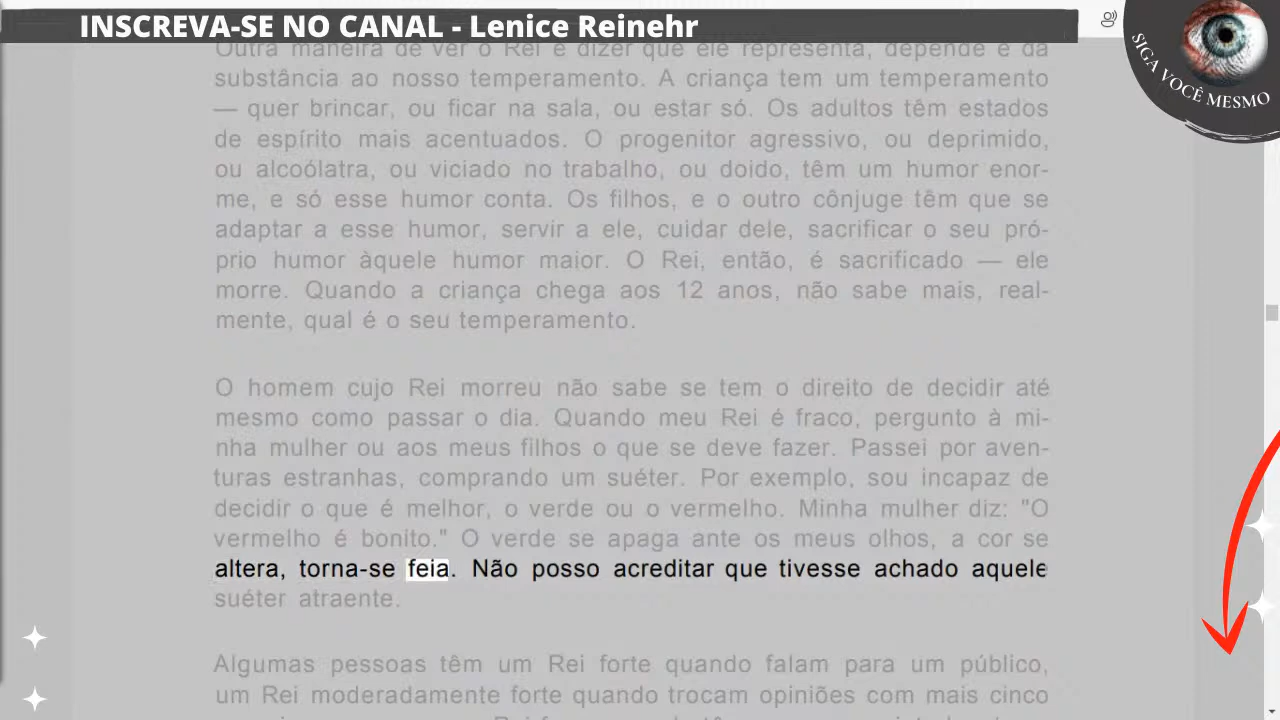 INSCREVA-SE NO CANAL - Lenice Reinehr
SIGA VOCÊ MESMO
Outra maneira de ver o Rei é dizer que ele representa, depende e dá
substância ao nosso temperamento. A criança tem um temperamento
— quer brincar, ou ficar na sala, ou estar só. Os adultos têm estados
de espírito mais acentuados. O progenitor agressivo, ou deprimido,
ou alcoólatra, ou viciado no trabalho, ou doido, têm um humor enor-
me, e só esse humor conta. Os filhos, e o outro cônjuge têm que se
adaptar a esse humor, servir a ele, cuidar dele, sacrificar o seu pró-
prio humor àquele humor maior. O Rei, então, é sacrificado — ele
morre. Quando a criança chega aos 12 anos, não sabe mais, real-
mente, qual é o seu temperamento.
O homem cujo Rei morreu não sabe se tem o direito de decidir até
mesmo como passar o dia. Quando meu Rei é fraco, pergunto à mi-
nha mulher ou aos meus filhos o que se deve fazer. Passei por aven-
turas estranhas, comprando um suéter. Por exemplo, sou incapaz de
decidir o que é melhor, o verde ou o vermelho. Minha mulher diz: "O
vermelho é bonito." O verde se apaga ante os meus olhos, a cor se
altera, torna-se feia. Não posso acreditar que tivesse achado aquele
suéter atraente.
Algumas pessoas têm um Rei forte quando falam para um público,
um Rei moderadamente forte quando trocam opiniões com mais cinco